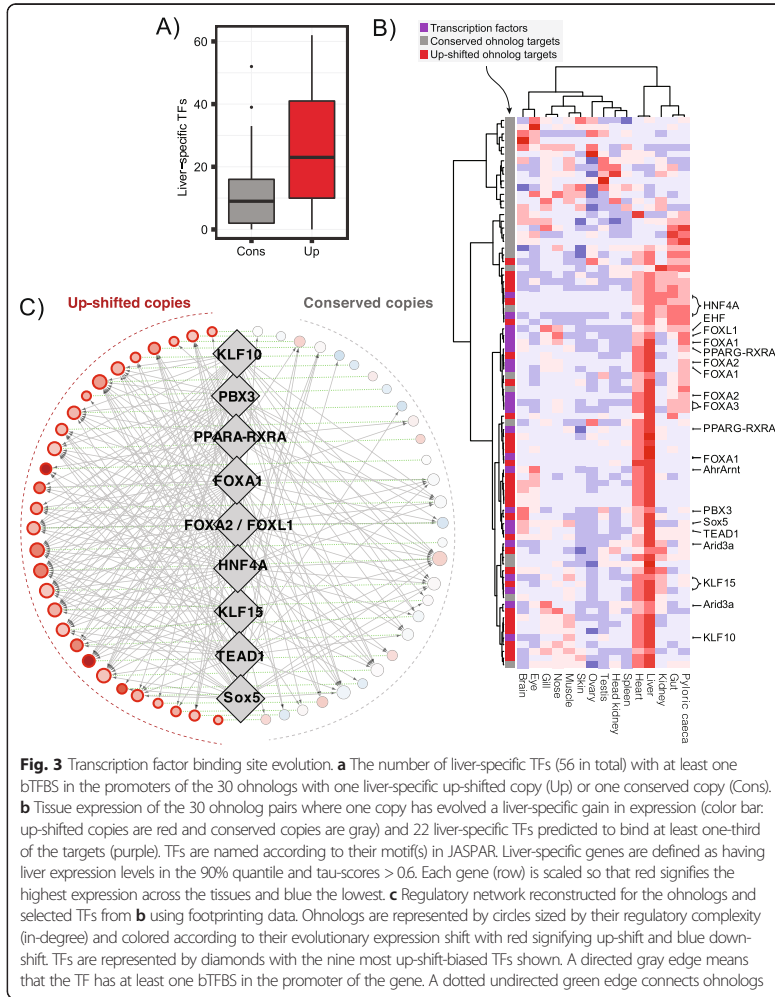 A)
Liver-specific TFs
60
40
20
0
Cons
Up
B)
Transcription factors
Conserved ohnolog targets
Up-shifted ohnolog targets
HNF4A
EHF
FOXL1
FOXA1
PPARG-RXRA
FOXA2
FOXA1
FOXA2
FOXA3
PPARG-RXRA
FOXA1
AhrArnt
PBX3
Sox5
TEAD1
Arid3a
KLF15
Arid3a
KLF10
Brain
Eye
Gill
Nose
Muscle
Skin
Ovary
Testis
Head kidney
Spleen
Heart
Liver
Kidney
Gut
Pyloric caeca
C)
Up-shifted copies
Conserved copies
KLF10
PBX3
PPARA-RXRA
FOXA1
FOXA2 / FOXL1
HNF4A
KLF15
TEAD1
Sox5
Fig. 3 Transcription factor binding site evolution. a The number of liver-specific TFs (56 in total) with at least one
bTFBS in the promoters of the 30 ohnologs with one liver-specific up-shifted copy (Up) or one conserved copy (Cons).
b Tissue expression of the 30 ohnolog pairs where one copy has evolved a liver-specific gain in expression (color bar:
up-shifted copies are red and conserved copies are gray) and 22 liver-specific TFs predicted to bind at least one-third
of the targets (purple). TFs are named according to their motif(s) in JASPAR. Liver-specific genes are defined as having
liver expression levels in the 90% quantile and tau-scores > 0.6. Each gene (row) is scaled so that red signifies the
highest expression across the tissues and blue the lowest. c Regulatory network reconstructed for the ohnologs and
selected TFs from b using footprinting data. Ohnologs are represented by circles sized by their regulatory complexity
(in-degree) and colored according to their evolutionary expression shift with red signifying up-shift and blue down-
shift. TFs are represented by diamonds with the nine most up-shift-biased TFs shown. A directed gray edge means
that the TF has at least one bTFBS in the promoter of the gene. A dotted undirected green edge connects ohnologs